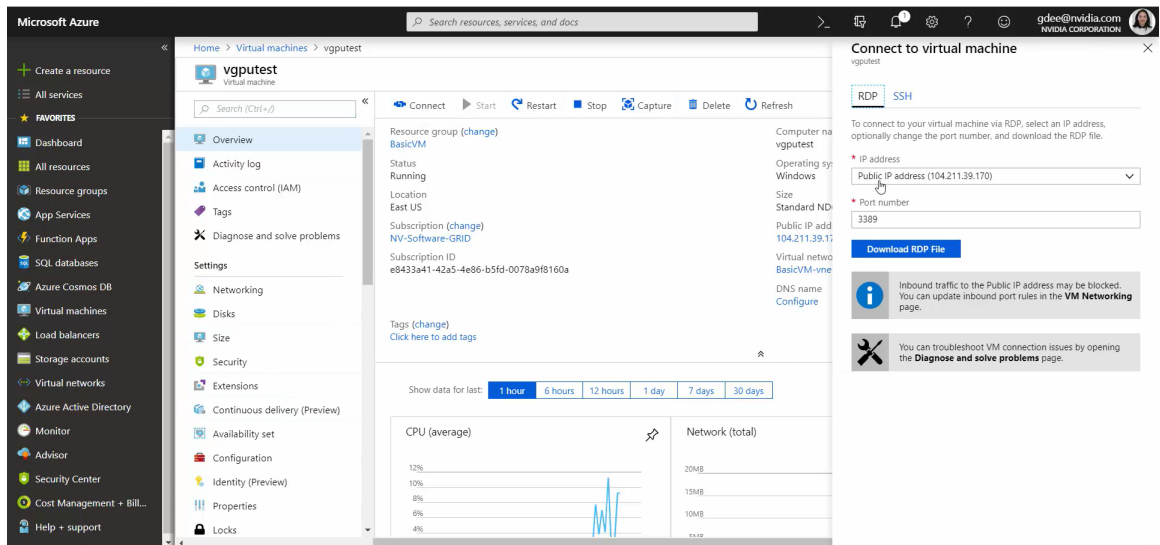 Microsoft Azure
Search resources, services, and docs
gdee@nvidia.com
NVIDIA CORPORATION
Create a resource
All services
FAVORITES
Dashboard
All resources
Resource groups
App Services
Function Apps
SQL databases
Azure Cosmos DB
Virtual machines
Load balancers
Storage accounts
Virtual networks
Azure Active Directory
Monitor
Advisor
Security Center
Cost Management + Bill...
Help + support
Home > Virtual machines > vgputest
vgputest
Virtual machine
Search (Ctrl+/)
Overview
Activity log
Access control (IAM)
Tags
Diagnose and solve problems
Settings
Networking
Disks
Size
Security
Extensions
Continuous delivery (Preview)
Availability set
Configuration
Identity (Preview)
Properties
Locks
Connect Start Restart Stop Capture Delete Refresh
Resource group (change)
BasicVM
Status
Running
Location
East US
Subscription (change)
NV-Software-GRID
Subscription ID
e8433a41-42a5-4e86-b5fd-0078a9f8160a
Tags (change)
Click here to add tags
Computer na
vgputest
Operating sy
Windows
Size
Standard ND
Public IP add
104.211.39.17
Virtual netwo
BasicVM-vne
DNS name
Configure
Show data for last: 1 hour 6 hours 12 hours 1 day 7 days 30 days
CPU (average)
12%
10%
8%
6%
4%
Network (total)
20MB
15MB
10MB
5MB
Connect to virtual machine
vgputest
RDP SSH
To connect to your virtual machine via RDP, select an IP address,
optionally change the port number, and download the RDP file.
* IP address
Public IP address (104.211.39.170)
* Port number
3389
Download RDP File
Inbound traffic to the Public IP address may be blocked.
You can update inbound port rules in the VM Networking
page.
You can troubleshoot VM connection issues by opening
the Diagnose and solve problems page.